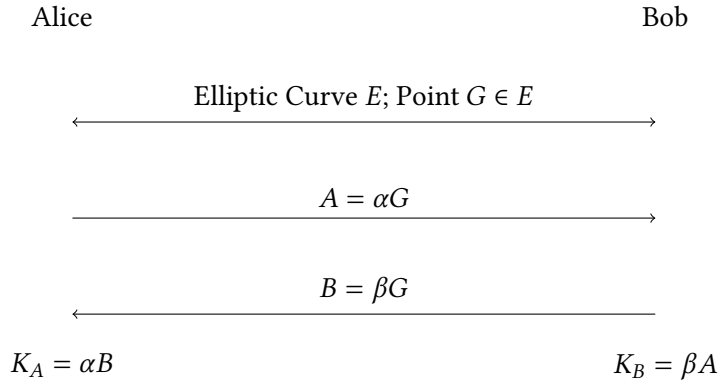 Alice Bob
Elliptic Curve E; Point G ∈ E
A = αG
B = βG
K_A = αB K_B = βA